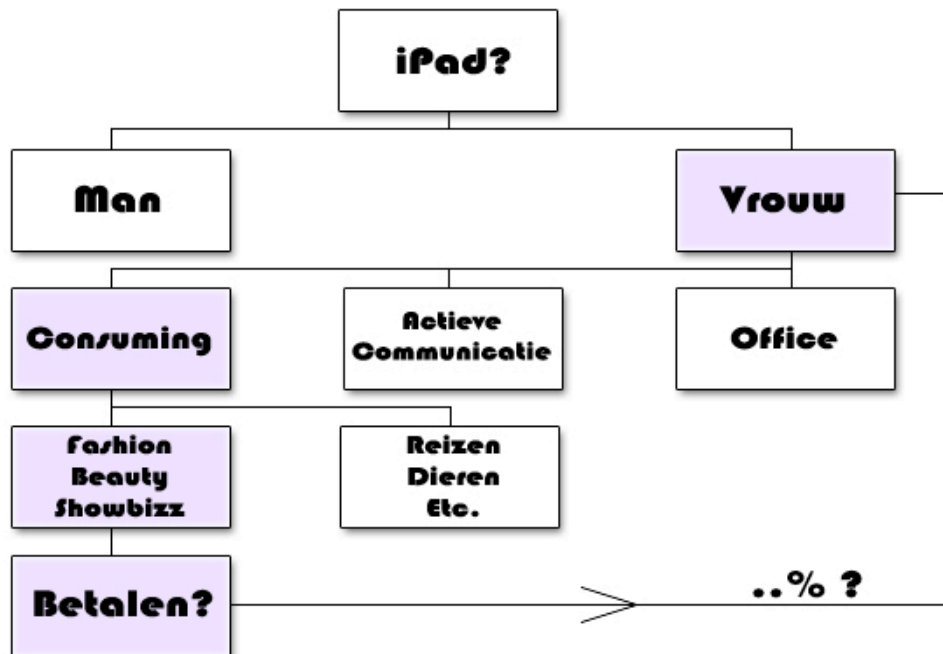 iPad?
Man
Vrouw
Consuming
Actieve
Communicatie
Office
Fashion
Beauty
Showbizz
Reizen
Dieren
Etc.
Betalen?
..% ?